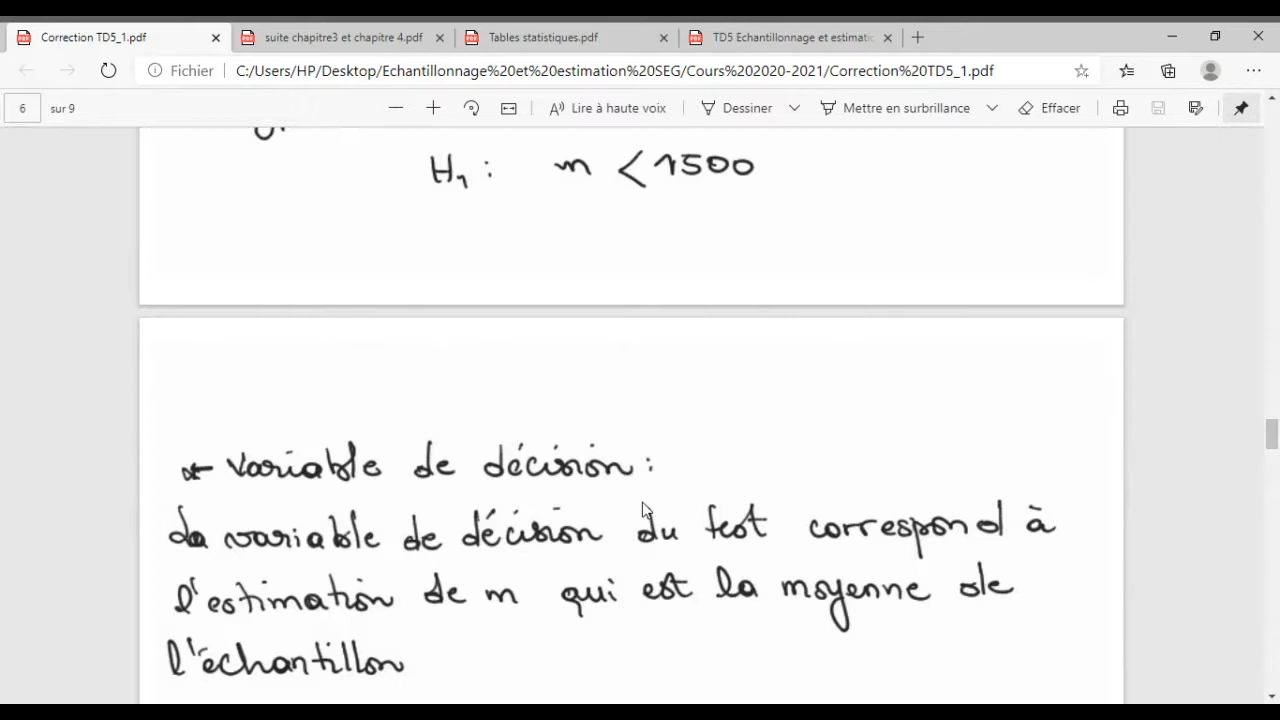 Correction TD5_1.pdf
suite chapitre3 et chapitre 4.pdf
Tables statistiques.pdf
TD5 Echantillonnage et estimatic
Fichier
C:/Users/HP/Desktop/Echantillonnage%20et%20estimation%20SEG/Cours%202020-2021/Correction%20TD5_1.pdf
6 sur 9
Lire à haute voix
Dessiner
Mettre en surbrillance
Effacer
H1 : m < 1500
* variable de décision :
La variable de décision du test correspond à
l'estimation de m qui est la moyenne de
l'échantillon